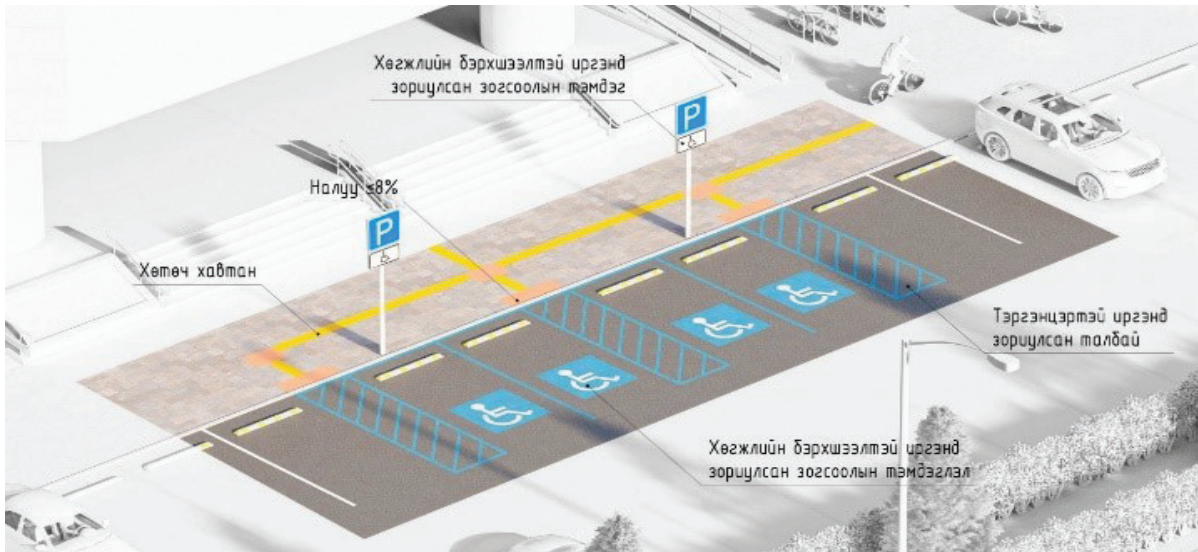 Хөгжлийн бэрхшээлтэй иргэнд
зориулсан зогсоолын тэмдэг
P
Налуу ≤8%
P
Хөтөч хавтан
Тэргэнцэртэй иргэнд
зориулсан талбай
Хөгжлийн бэрхшээлтэй иргэнд
зориулсан зогсоолын тэмдэглэл